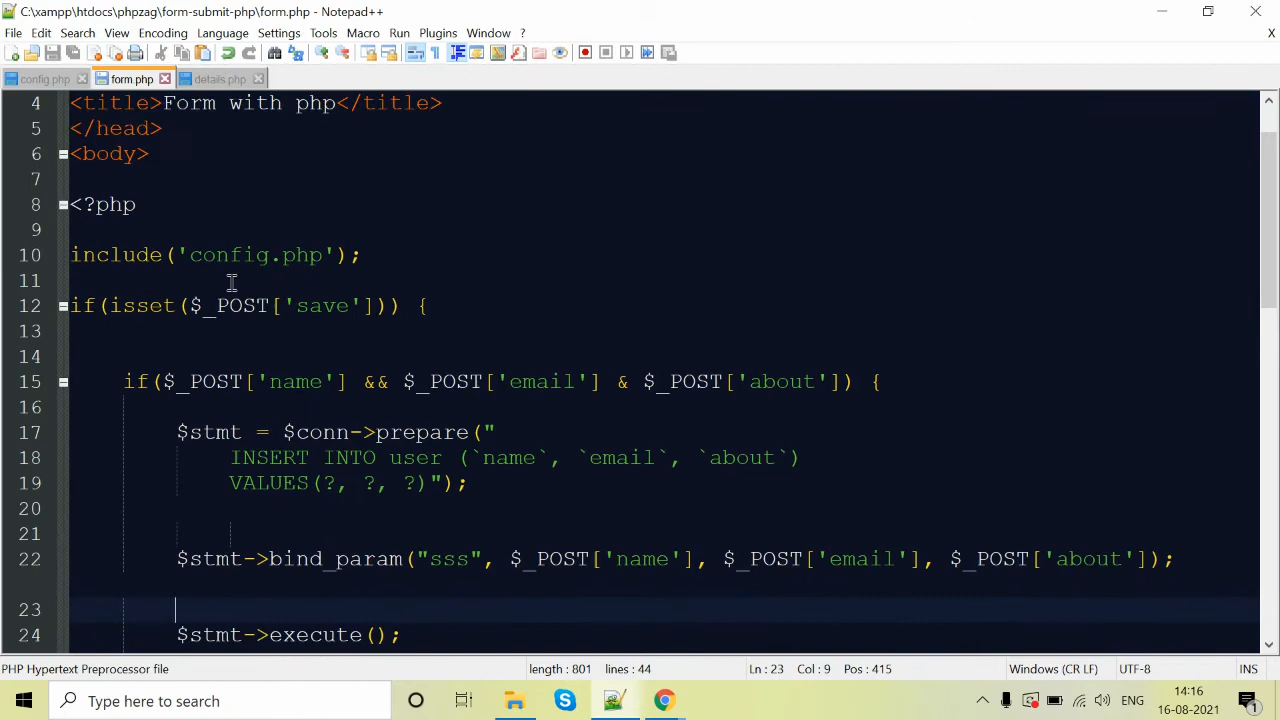 C:\xampp\htdocs\phpzag\form-submit-php\form.php - Notepad++
File Edit Search View Encoding Language Settings Tools Macro Run Plugins Window ? X
config.php form.php details.php
4 <title>Form with php</title>
5 </head>
6 <body>
7
8 <?php
9
10 include('config.php');
11
12 if(isset($_POST['save'])) {
13
14
15 if($_POST['name'] && $_POST['email'] & $_POST['about']) {
16
17 $stmt = $conn->prepare("
18 INSERT INTO user (`name`, `email`, `about`)
19 VALUES(?, ?, ?)");
20
21
22 $stmt->bind_param("sss", $_POST['name'], $_POST['email'], $_POST['about']);
23
24 $stmt->execute();
PHP Hypertext Preprocessor file length : 801 lines : 44 Ln : 23 Col : 9 Pos : 415 Windows (CR LF) UTF-8 INS
Type here to search ENG 14:16
16-08-2021 1